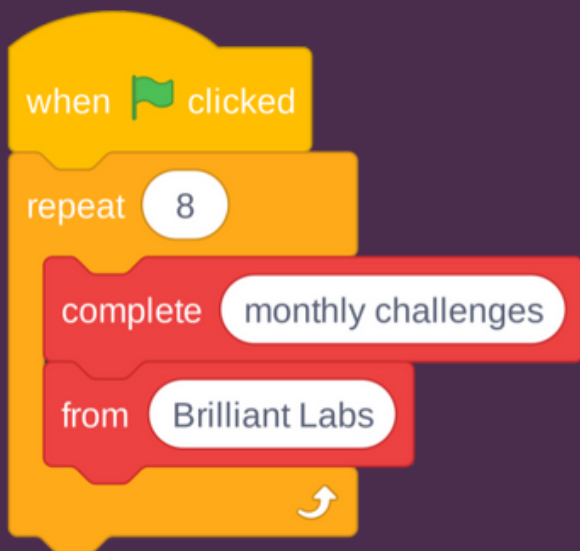 when clicked
repeat 8
complete monthly challenges
from Brilliant Labs